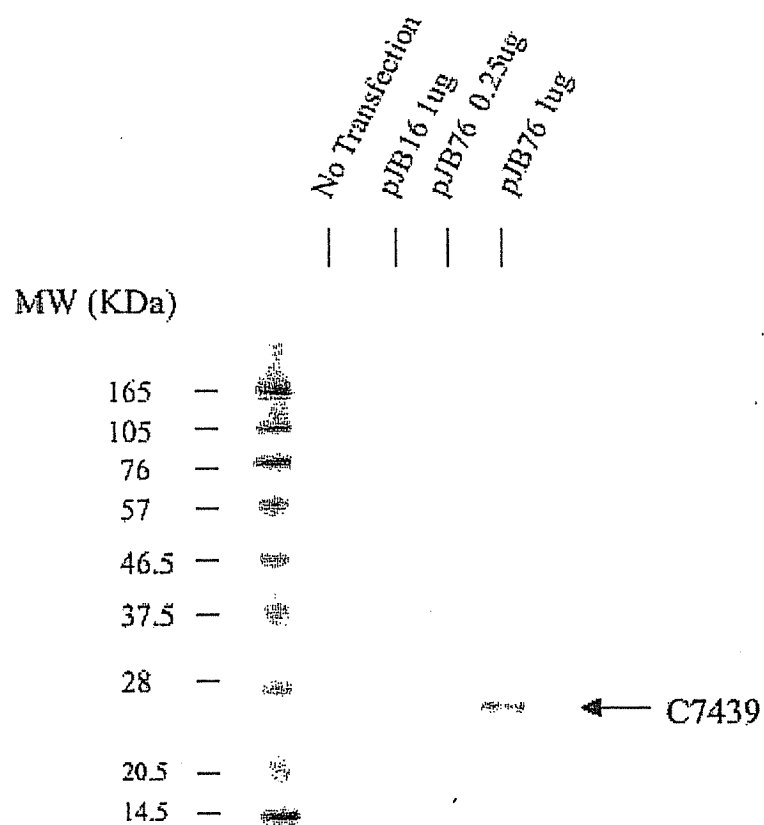 No Transfection
pJB16 1ug
pJB76 0.25ug
pJB76 1ug
MW (KDa)
165
105
76
57
46.5
37.5
28
C7439
20.5
14.5